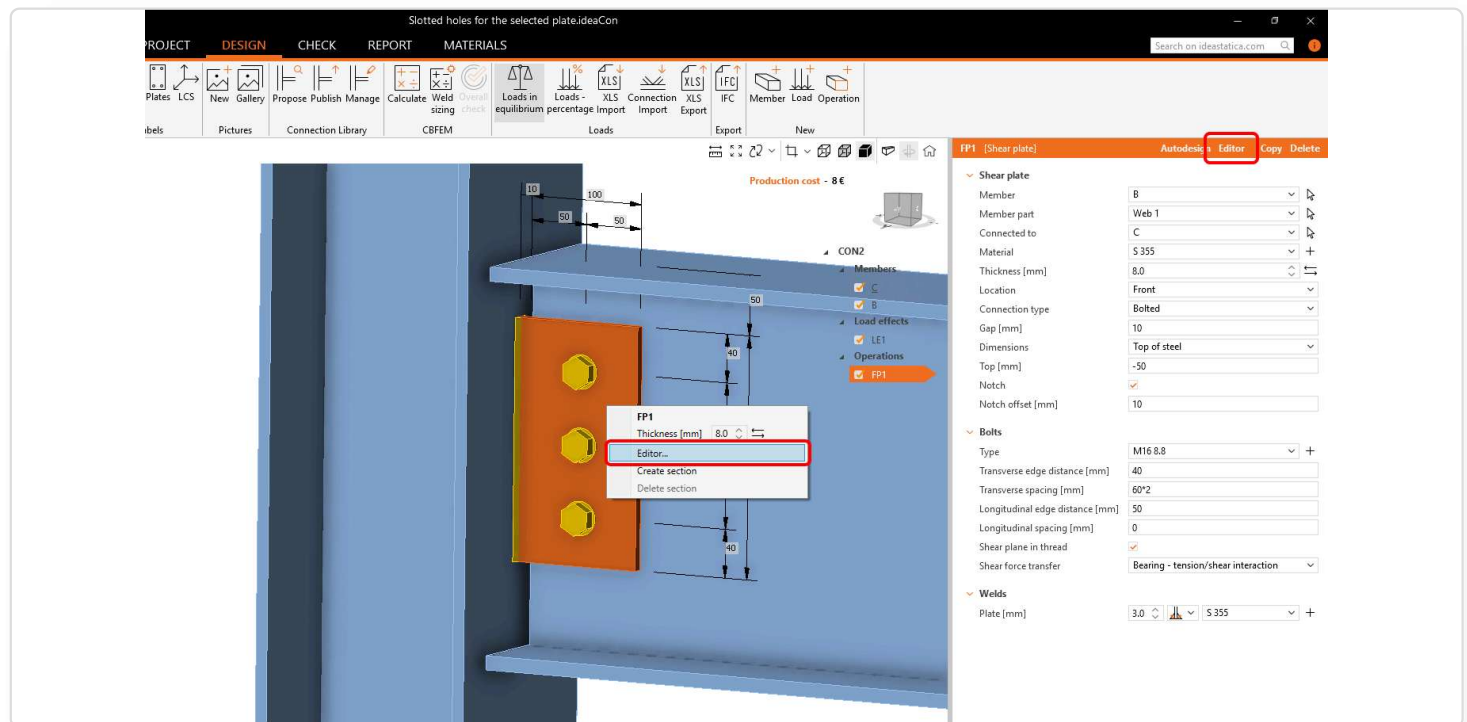 Slotted holes for the selected plate.ideaCon
PROJECT DESIGN CHECK REPORT MATERIALS
Search on ideastatica.com
Plates LCS New Gallery Propose Publish Manage Calculate Weld sizing Overall check Loads in equilibrium Loads - percentage XLS Import Connection Import XLS Export IFC Member Load Operation
Pictures Connection Library CBFEM Loads Export New
Production cost - 8 €
FP1 [Shear plate] Autodesign Editor Copy Delete
Shear plate
Member B
Member part Web 1
Connected to C
Material S 355
Thickness [mm] 8.0
Location Front
Connection type Bolted
Gap [mm] 10
Dimensions Top of steel
Top [mm] -50
Notch
Notch offset [mm] 10
Bolts
Type M16 8.8
Transverse edge distance [mm] 40
Transverse spacing [mm] 60*2
Longitudinal edge distance [mm] 50
Longitudinal spacing [mm] 0
Shear plane in thread
Shear force transfer Bearing - tension/shear interaction
Welds
Plate [mm] 3.0 S 355
CON2
Members
C
B
Load effects
LE1
Operations
FP1
10
100
50
50
50
40
40
FP1
Thickness [mm] 8.0
Editor...
Create section
Delete section